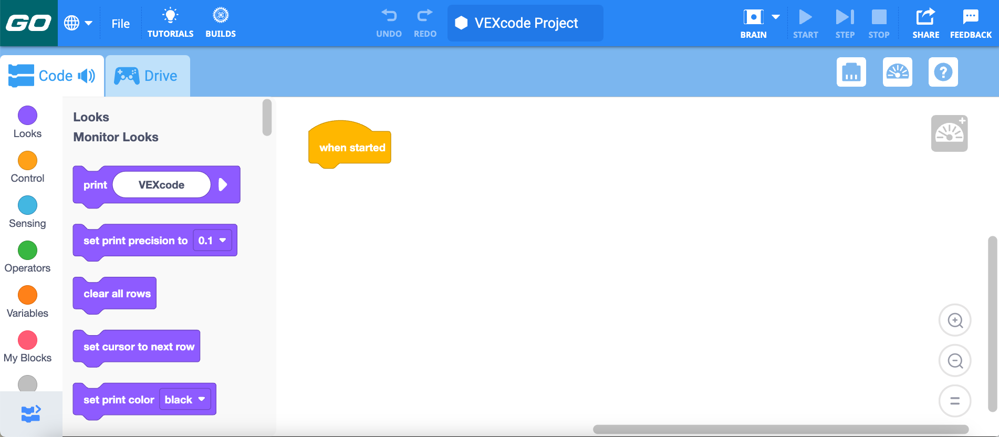 GO
File
TUTORIALS
BUILDS
UNDO
REDO
VEXcode Project
BRAIN
START
STEP
STOP
SHARE
FEEDBACK
Code
Drive
?
Looks
Control
Sensing
Operators
Variables
My Blocks
Looks
Monitor Looks
print VEXcode
set print precision to 0.1
clear all rows
set cursor to next row
set print color black
when started